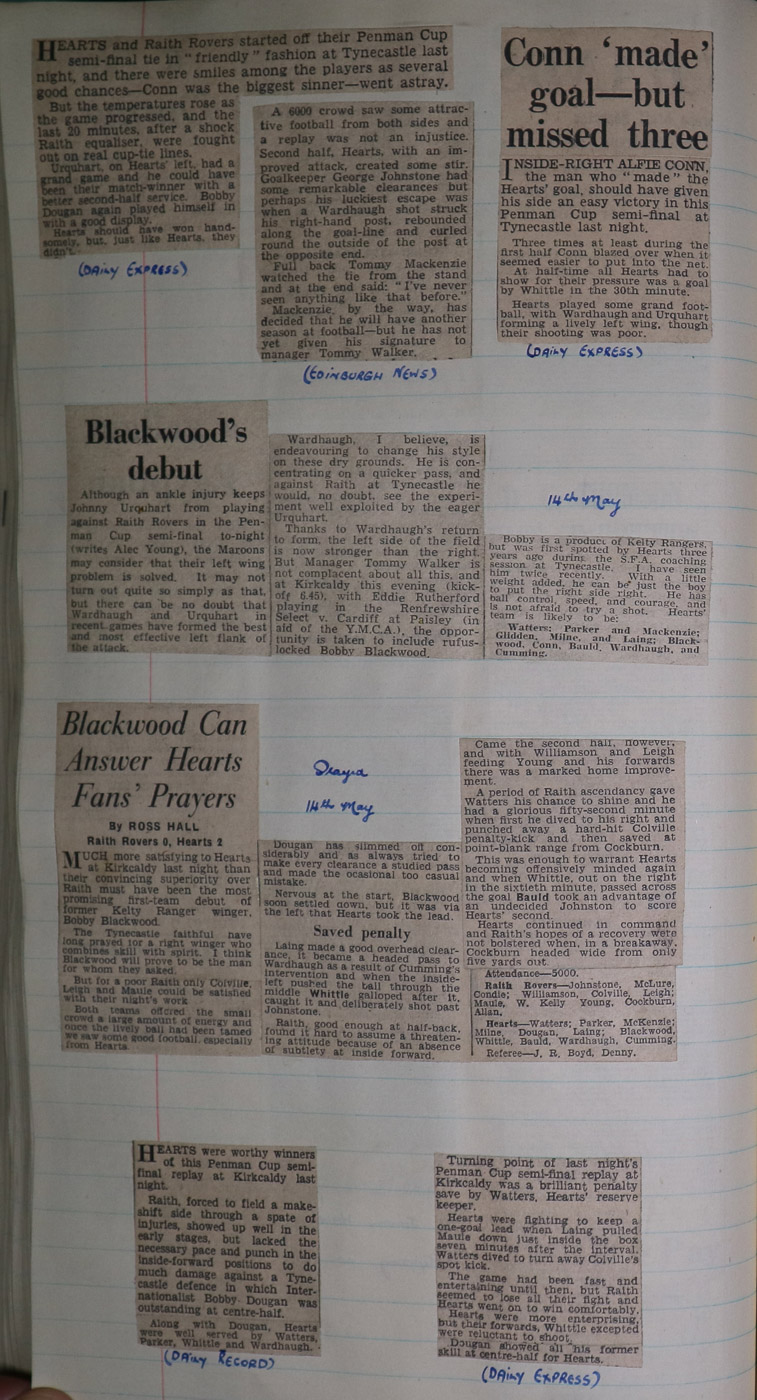 HEARTS and Raith Rovers started off their Penman Cup
semi-final tie in "friendly" fashion at Tynecastle last
night, and there were smiles among the players as several
good chances—Conn was the biggest sinner—went astray.
But the temperatures rose as
the game progressed, and the
last 20 minutes, after a shock
Raith equaliser, were fought
out on real cup-tie lines.
Urquhart, on Hearts' left, had a
grand game and he could have
been their match-winner with a
better second-half service. Bobby
Dougan again played himself in
with a good display.
Hearts should have won hand-
somely, but, just like Hearts, they
didn't.
(DAILY EXPRESS)
A 6000 crowd saw some attrac-
tive football from both sides and
a replay was not an injustice.
Second half, Hearts, with an im-
proved attack, created some stir.
Goalkeeper George Johnstone had
some remarkable clearances but
perhaps his luckiest escape was
when a Wardhaugh shot struck
his right-hand post, rebounded
along the goal-line and curled
round the outside of the post at
the opposite end.
Full back Tommy Mackenzie
watched the tie from the stand
and at the end said: "I've never
seen anything like that before."
Mackenzie, by the way, has
decided that he will have another
season at football—but he has not
yet given his signature to
manager Tommy Walker.
(EDINBURGH NEWS)
Conn 'made'
goal—but
missed three
INSIDE-RIGHT ALFIE CONN,
the man who "made" the
Hearts' goal, should have given
his side an easy victory in this
Penman Cup semi-final at
Tynecastle last night.
Three times at least during the
first half Conn blazed over when it
seemed easier to put into the net.
At half-time all Hearts had to
show for their pressure was a goal
by Whittle in the 30th minute.
Hearts played some grand foot-
ball, with Wardhaugh and Urquhart
forming a lively left wing, though
their shooting was poor.
(DAILY EXPRESS)
Blackwood's
debut
Although an ankle injury keeps
Johnny Urquhart from playing
against Raith Rovers in the Pen-
man Cup semi-final to-night
(writes Alec Young), the Maroons
may consider that their left wing
problem is solved. It may not
turn out quite so simply as that,
but there can be no doubt that
Wardhaugh and Urquhart in
recent games have formed the best
and most effective left flank of
the attack.
Wardhaugh, I believe, is
endeavouring to change his style
on these dry grounds. He is con-
centrating on a quicker pass, and
against Raith at Tynecastle he
would, no doubt, see the experi-
ment well exploited by the eager
Urquhart.
Thanks to Wardhaugh's return
to form, the left side of the field
is now stronger than the right.
But Manager Tommy Walker is
not complacent about all this, and
at Kirkcaldy this evening (kick-
off 6.45), with Eddie Rutherford
playing in the Renfrewshire
Select v. Cardiff at Paisley (in
aid of the Y.M.C.A.), the oppor-
tunity is taken to include rufus-
locked Bobby Blackwood.
14th May
Bobby is a product of Kelty Rangers,
but was first spotted by Hearts three
years ago during the S.F.A. coaching
session at Tynecastle. I have seen
him twice recently. With a little
weight added, he can be just the boy
to put the right side right. He has
ball control, speed, and courage, and
is not afraid to try a shot. Hearts'
team is likely to be:
Watters; Parker and Mackenzie;
Glidden, Milne, and Laing; Black-
wood, Conn, Bauld, Wardhaugh, and
Cumming.
Blackwood Can
Answer Hearts
Fans' Prayers
By ROSS HALL
Raith Rovers 0, Hearts 2
MUCH more satisfying to Hearts
at Kirkcaldy last night than
their convincing superiority over
Raith must have been the most
promising first-team debut of
former Kelty Ranger winger,
Bobby Blackwood.
The Tynecastle faithful have
long prayed for a right winger who
combines skill with spirit. I think
Blackwood will prove to be the man
for whom they asked.
But for a poor Raith only Colville,
Leigh and Maule could be satisfied
with their night's work
Both teams offered the small
crowd a large amount of energy and
once the lively ball had been tamed
we saw some good football, especially
from Hearts.
Played
14th May
Dougan has slimmed off con-
siderably and as always tried to
make every clearance a studied pass
and made the ocasional too casual
mistake.
Nervous at the start, Blackwood
soon settled down, but it was via
the left that Hearts took the lead.
Saved penalty
Laing made a good overhead clear-
ance, it became a headed pass to
Wardhaugh as a result of Cumming's
intervention and when the inside-
left pushed the ball through the
middle Whittle galloped after it,
caught it and deliberately shot past
Johnstone.
Raith, good enough at half-back,
found it hard to assume a threaten-
ing attitude because of an absence
of subtlety at inside forward.
Came the second half, however,
and with Williamson and Leigh
feeding Young and his forwards
there was a marked home improve-
ment.
A period of Raith ascendancy gave
Watters his chance to shine and he
had a glorious fifty-second minute
when first he dived to his right and
punched away a hard-hit Colville
penalty-kick and then saved at
point-blank range from Cockburn.
This was enough to warrant Hearts
becoming offensively minded again
and when Whittle, out on the right
in the sixtieth minute, passed across
the goal Bauld took an advantage of
an undecided Johnston to score
Hearts' second.
Hearts continued in command
and Raith's hopes of a recovery were
not bolstered when, in a breakaway,
Cockburn headed wide from only
five yards out.
Attendance—5000.
Raith Rovers—Johnstone, McLure,
Condie; Williamson, Colville, Leigh;
Maule, W. Kelly Young, Cockburn,
Allan.
Hearts—Watters; Parker, McKenzie;
Milne, Dougan, Laing; Blackwood,
Whittle, Bauld, Wardhaugh, Cumming.
Referee—J. R. Boyd, Denny.
HEARTS were worthy winners
of this Penman Cup semi-
final replay at Kirkcaldy last
night.
Raith, forced to field a make-
shift side through a spate of
injuries, showed up well in the
early stages, but lacked the
necessary pace and punch in the
inside-forward positions to do
much damage against a Tyne-
castle defence in which Inter-
nationalist Bobby Dougan was
outstanding at centre-half.
Along with Dougan, Hearts
were well served by Watters,
Parker, Whittle and Wardhaugh.
(DAILY RECORD)
Turning point of last night's
Penman Cup semi-final replay at
Kirkcaldy was a brilliant penalty
save by Watters, Hearts' reserve
keeper.
Hearts were fighting to keep a
one-goal lead when Laing pulled
Maule down just inside the box
seven minutes after the interval.
Watters dived to turn away Colville's
spot kick.
The game had been fast and
entertaining until then, but Raith
seemed to lose all their fight and
Hearts went on to win comfortably.
Hearts were more enterprising,
but their forwards, Whittle excepted
were reluctant to shoot.
Dougan showed all his former
skill at centre-half for Hearts.
(DAILY EXPRESS)